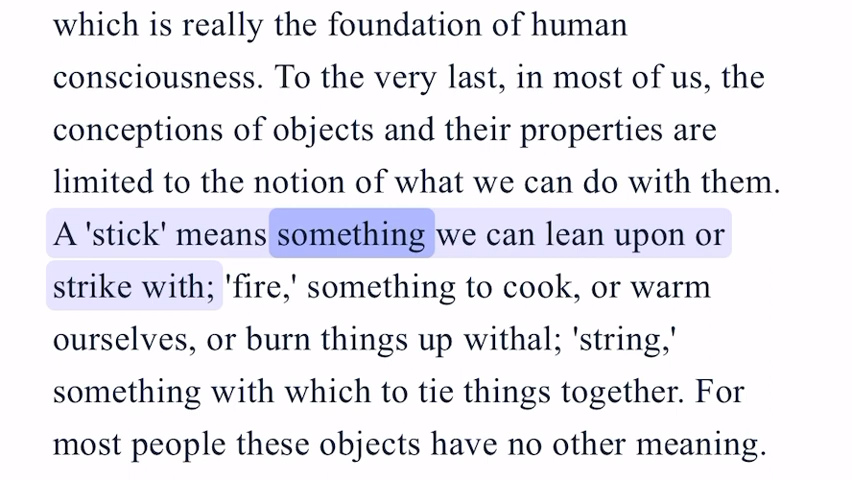 which is really the foundation of human
consciousness. To the very last, in most of us, the
conceptions of objects and their properties are
limited to the notion of what we can do with them.
A 'stick' means something we can lean upon or
strike with; 'fire,' something to cook, or warm
ourselves, or burn things up withal; 'string,'
something with which to tie things together. For
most people these objects have no other meaning.